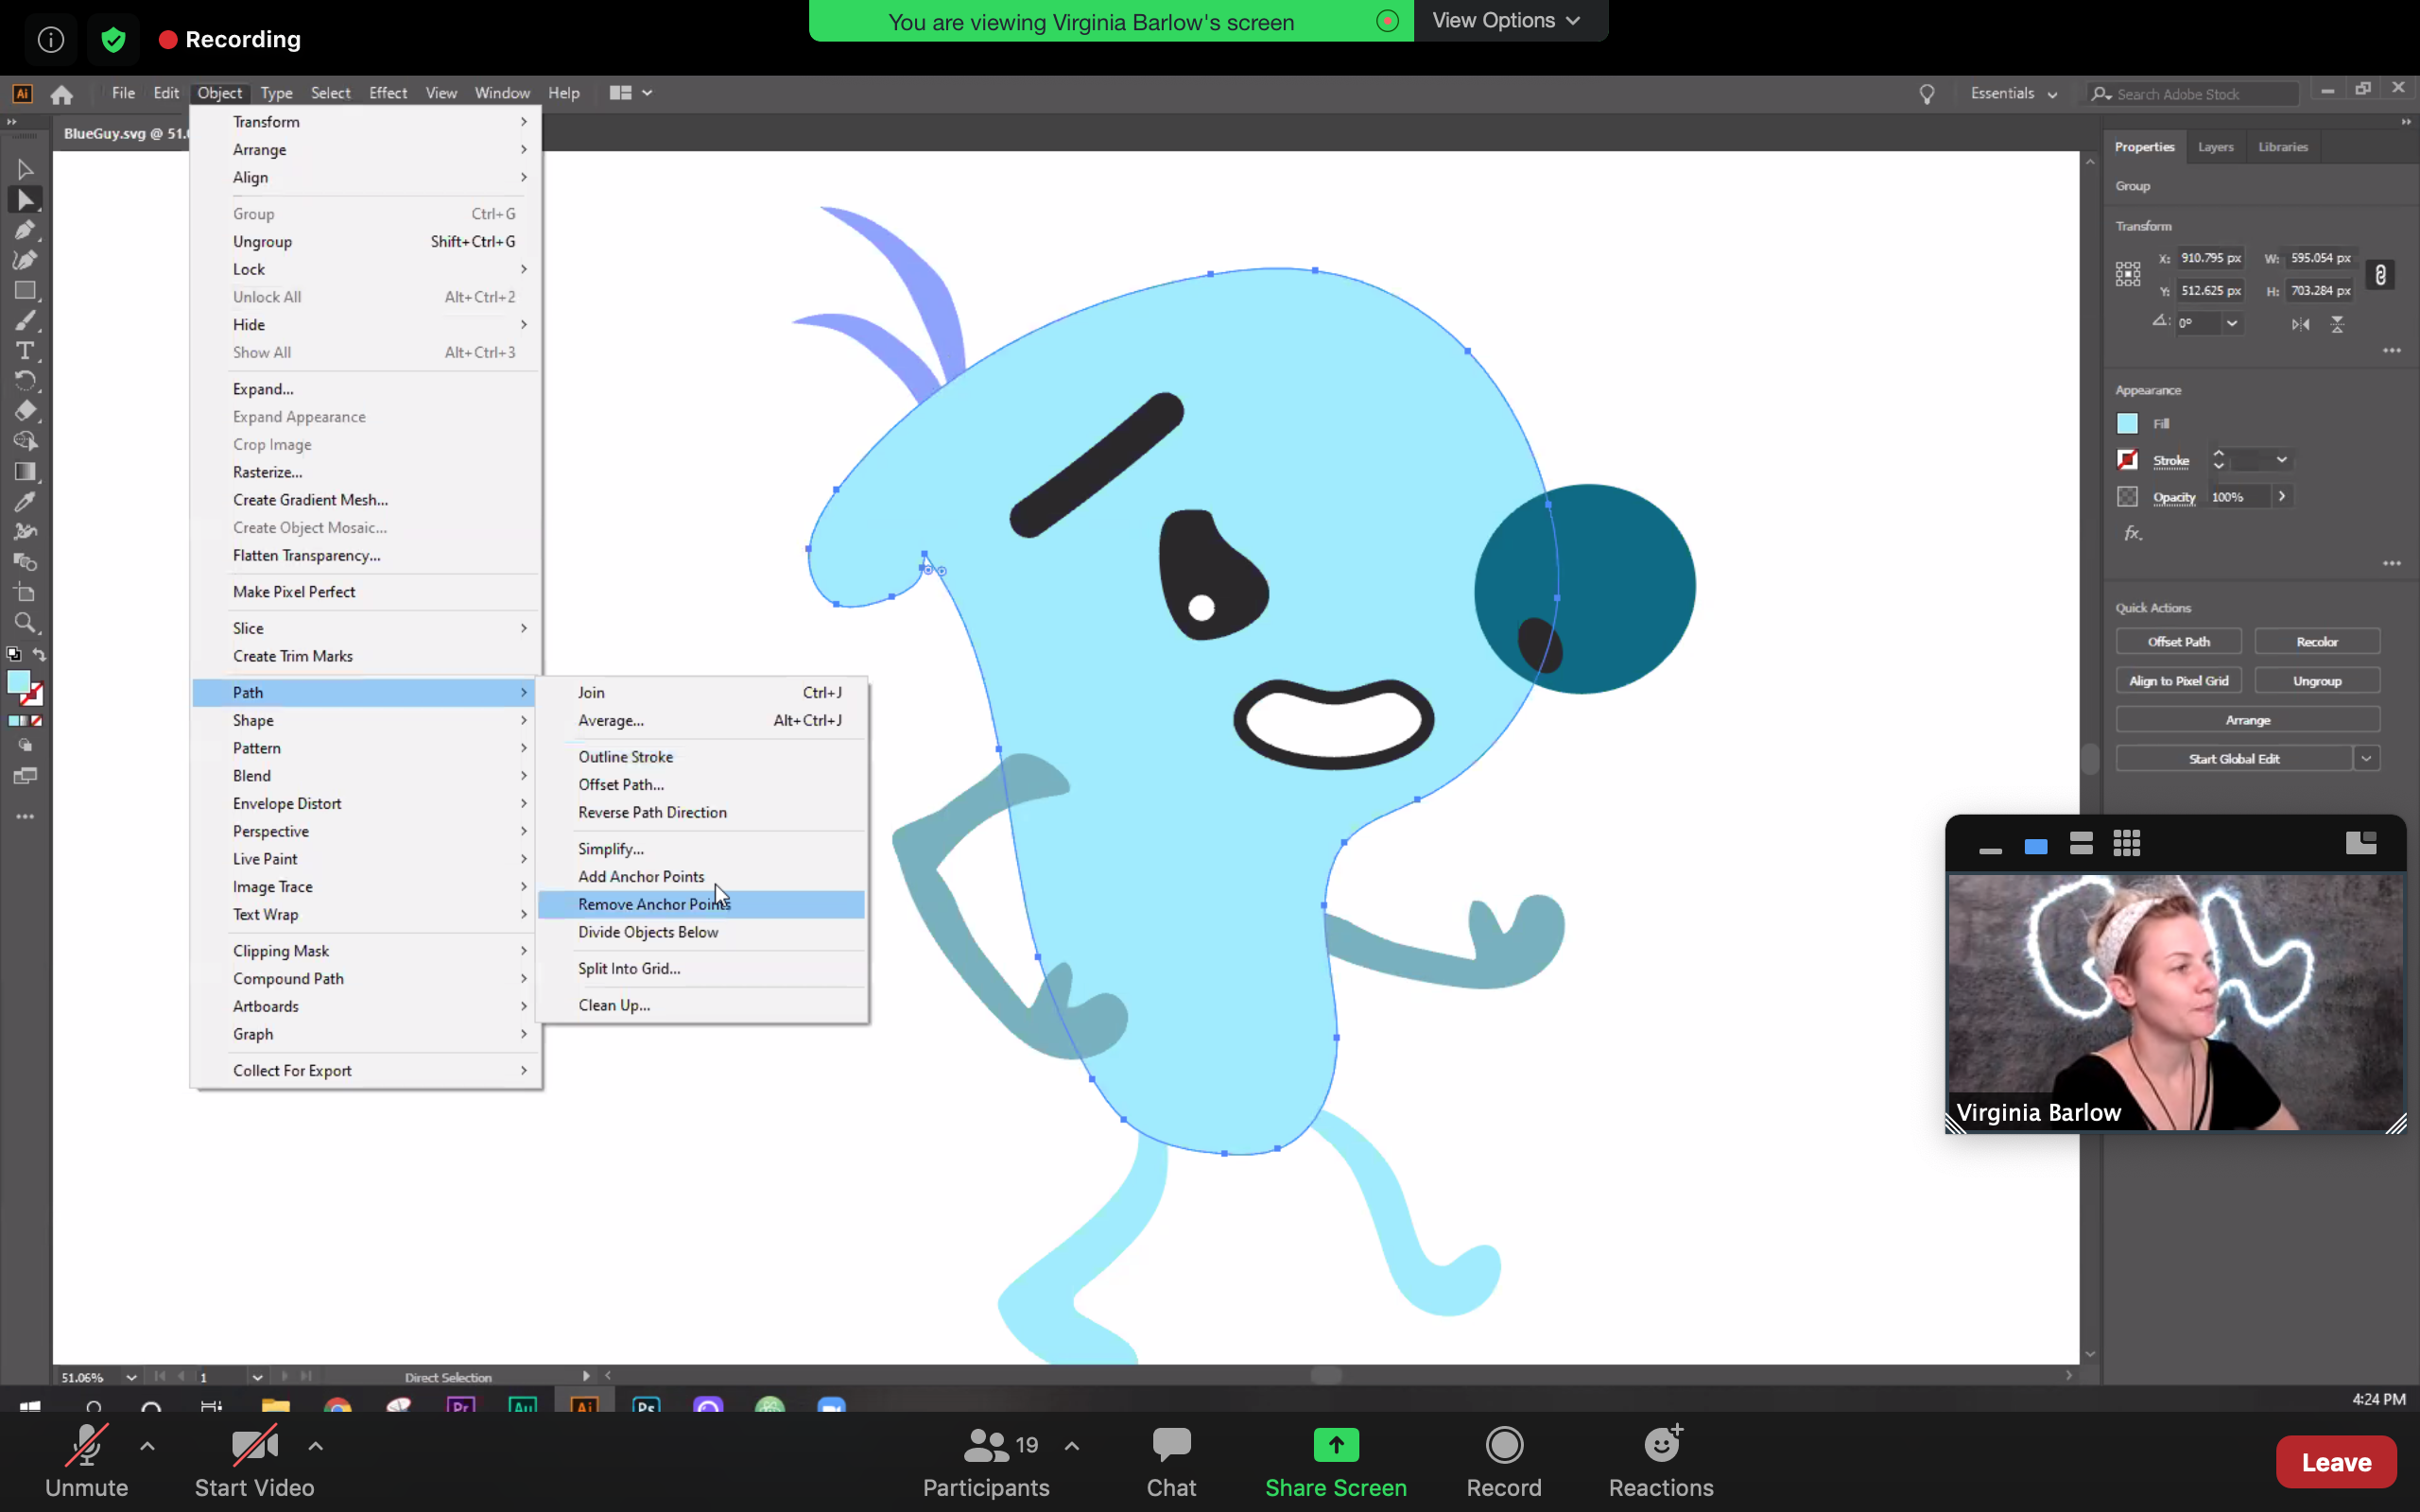 Recording
You are viewing Virginia Barlow's screen
View Options
Ai
File Edit Object Type Select Effect View Window Help
Essentials
Search Adobe Stock
BlueGuy.svg @ 51.
Transform
Arrange
Align
Group Ctrl+G
Ungroup Shift+Ctrl+G
Lock
Unlock All Alt+Ctrl+2
Hide
Show All Alt+Ctrl+3
Expand...
Expand Appearance
Crop Image
Rasterize...
Create Gradient Mesh...
Create Object Mosaic...
Flatten Transparency...
Make Pixel Perfect
Slice
Create Trim Marks
Path
Shape
Pattern
Blend
Envelope Distort
Perspective
Live Paint
Image Trace
Text Wrap
Clipping Mask
Compound Path
Artboards
Graph
Collect For Export
Join Ctrl+J
Average... Alt+Ctrl+J
Outline Stroke
Offset Path...
Reverse Path Direction
Simplify...
Add Anchor Points
Remove Anchor Points
Divide Objects Below
Split Into Grid...
Clean Up...
Properties Layers Libraries
Group
Transform
X: 910.795 px W: 595.054 px
Y: 512.625 px H: 703.284 px
0°
Appearance
Fill
Stroke
Opacity 100%
fx.
Quick Actions
Offset Path Recolor
Align to Pixel Grid Ungroup
Arrange
Start Global Edit
Virginia Barlow
51.06% 1 Direct Selection
Pr Au Ai Ps
4:24 PM
Unmute
Start Video
19
Participants
Chat
Share Screen
Record
Reactions
Leave